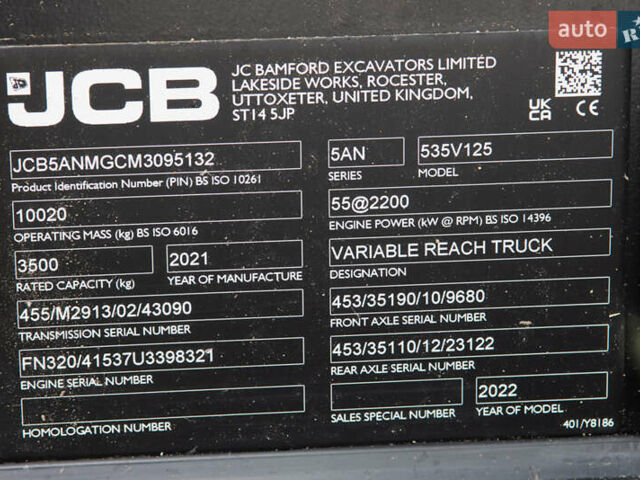 auto
JCB
JC BAMFORD EXCAVATORS LIMITED
LAKESIDE WORKS, ROCESTER,
UTTOXETER, UNITED KINGDOM,
ST14 5JP
UK
CA
CE
JCB5ANMGCM3095132
Product Identification Number (PIN) BS ISO 10261
5AN
SERIES
535V125
MODEL
10020
OPERATING MASS (kg) BS ISO 6016
55@2200
ENGINE POWER (kW @ RPM) BS ISO 14396
3500
RATED CAPACITY (kg)
2021
YEAR OF MANUFACTURE
VARIABLE REACH TRUCK
DESIGNATION
455/M2913/02/43090
TRANSMISSION SERIAL NUMBER
453/35190/10/9680
FRONT AXLE SERIAL NUMBER
FN320/41537U3398321
ENGINE SERIAL NUMBER
453/35110/12/23122
REAR AXLE SERIAL NUMBER
HOMOLOGATION NUMBER
SALES SPECIAL NUMBER
2022
YEAR OF MODEL
401/Y8186